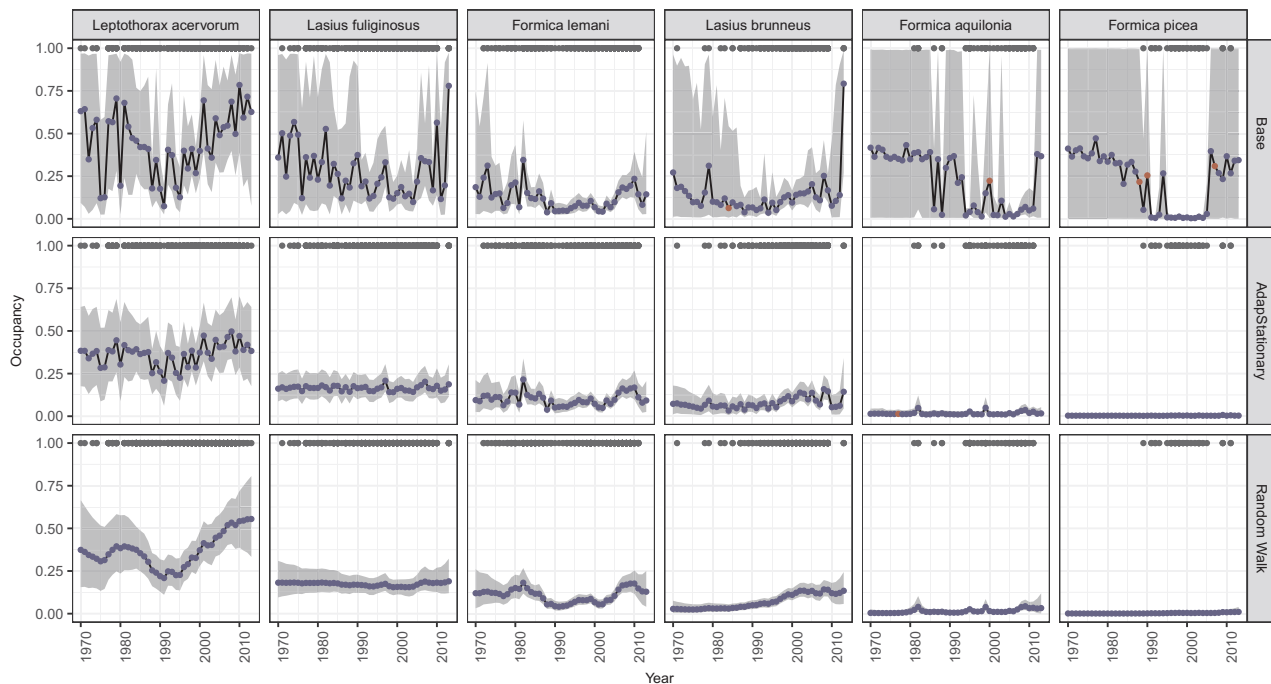 Leptothorax acervorum Lasius fuliginosus Formica lemani Lasius brunneus Formica aquilonia Formica picea
1.00
0.75
0.50
0.25
0.00
Base
1.00
0.75
0.50
0.25
0.00
AdapStationary
Occupancy
1.00
0.75
0.50
0.25
0.00
Random Walk
1970 1980 1990 2000 2010 1970 1980 1990 2000 2010 1970 1980 1990 2000 2010 1970 1980 1990 2000 2010 1970 1980 1990 2000 2010 1970 1980 1990 2000 2010
Year